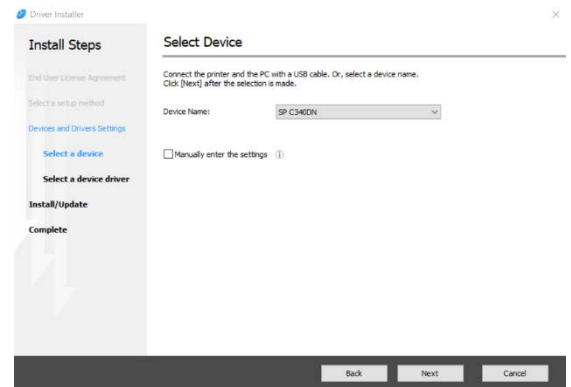 Driver Installer
Install Steps
End User License Agreement
Select a setup method
Devices and Drivers Settings
Select a device
Select a device driver
Install/Update
Complete
Select Device
Connect the printer and the PC with a USB cable. Or, select a device name.
Click [Next] after the selection is made.
Device Name: SP C340DN
Manually enter the settings
Back Next Cancel